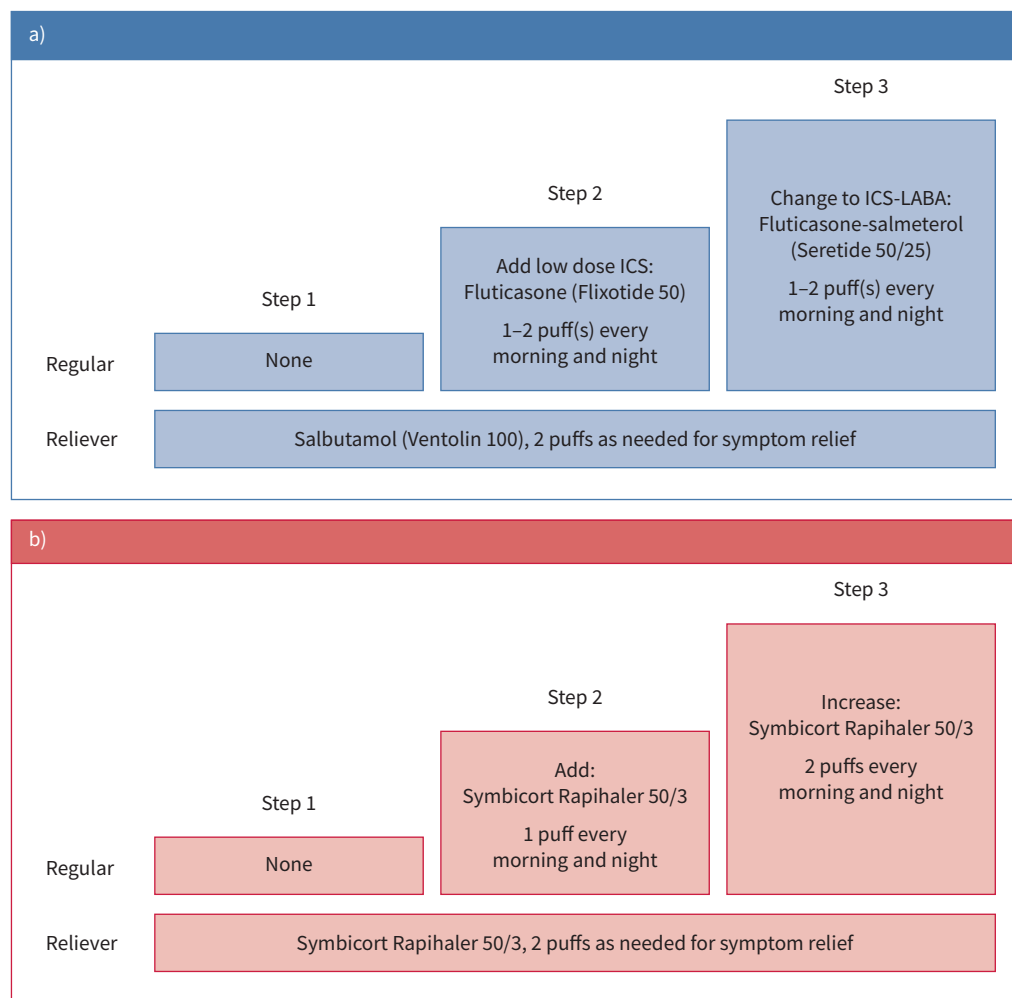 a)
Step 3
Change to ICS-LABA:
Fluticasone-salmeterol
(Seretide 50/25)
1–2 puff(s) every
morning and night
Step 2
Add low dose ICS:
Fluticasone (Flixotide 50)
1–2 puff(s) every
morning and night
Step 1
None
Regular
Reliever
Salbutamol (Ventolin 100), 2 puffs as needed for symptom relief
b)
Step 3
Increase:
Symbicort Rapihaler 50/3
2 puffs every
morning and night
Step 2
Add:
Symbicort Rapihaler 50/3
1 puff every
morning and night
Step 1
None
Regular
Reliever
Symbicort Rapihaler 50/3, 2 puffs as needed for symptom relief